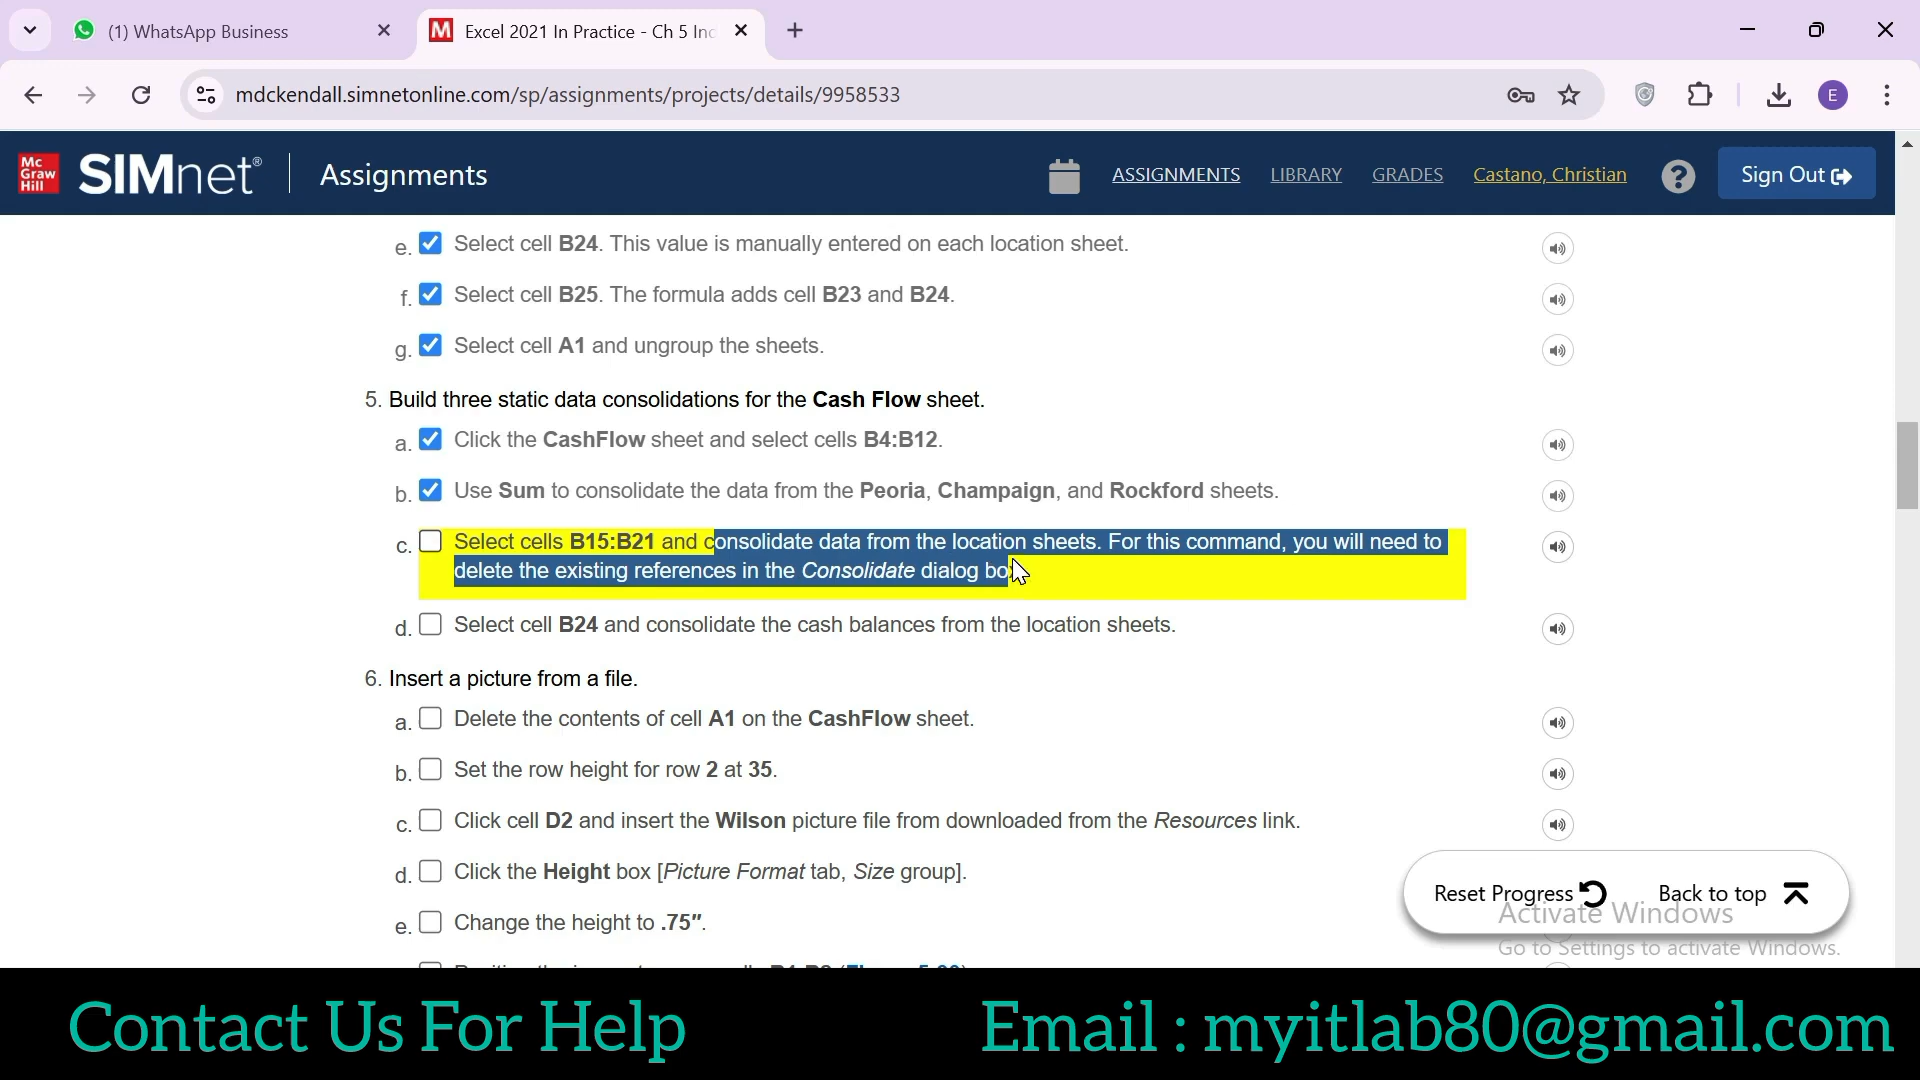 (1) WhatsApp Business
Excel 2021 In Practice - Ch 5 Inc
mdckendall.simnetonline.com/sp/assignments/projects/details/9958533
E
Mc Graw Hill
SIMnet®
Assignments
ASSIGNMENTS LIBRARY GRADES Castano, Christian ? Sign Out
e. Select cell B24. This value is manually entered on each location sheet.
f. Select cell B25. The formula adds cell B23 and B24.
g. Select cell A1 and ungroup the sheets.
5. Build three static data consolidations for the Cash Flow sheet.
a. Click the CashFlow sheet and select cells B4:B12.
b. Use Sum to consolidate the data from the Peoria, Champaign, and Rockford sheets.
c. Select cells B15:B21 and consolidate data from the location sheets. For this command, you will need to
delete the existing references in the Consolidate dialog box
d. Select cell B24 and consolidate the cash balances from the location sheets.
6. Insert a picture from a file.
a. Delete the contents of cell A1 on the CashFlow sheet.
b. Set the row height for row 2 at 35.
c. Click cell D2 and insert the Wilson picture file from downloaded from the Resources link.
d. Click the Height box [Picture Format tab, Size group].
e. Change the height to .75".
Reset Progress Back to top
Activate Windows
Go to Settings to activate Windows.
Contact Us For Help Email : myitlab80@gmail.com